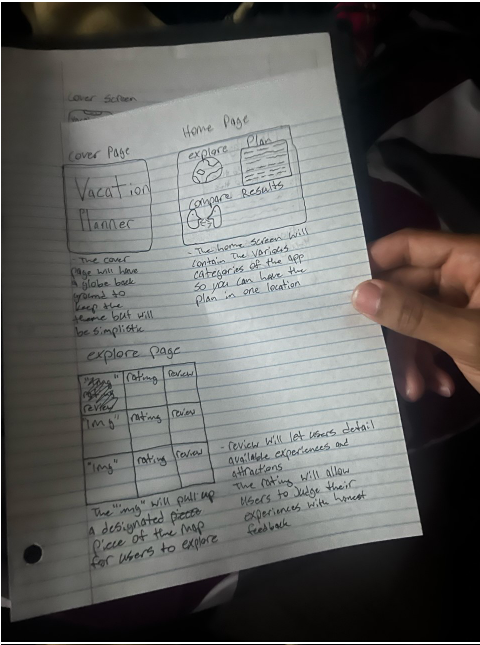 Cover Screen
Home Page
Cover Page
explore
Plan
Vacation
Planner
Compare Results
- The cover
Page will have
a globe back
ground to
keep the
theme but will
be simplistic
- The home screen will
contain the various
categories of the app
so you can have the
plan in one location
explore page
"Img" rating review
rating
review
"Img" rating review
"Img" rating review
The "img" will pull up
a designated piece
piece of the map
for users to explore
- review will let users detail
available experiences and
attractions
The rating will allow
users to Judge their
experiences with honest
feedback